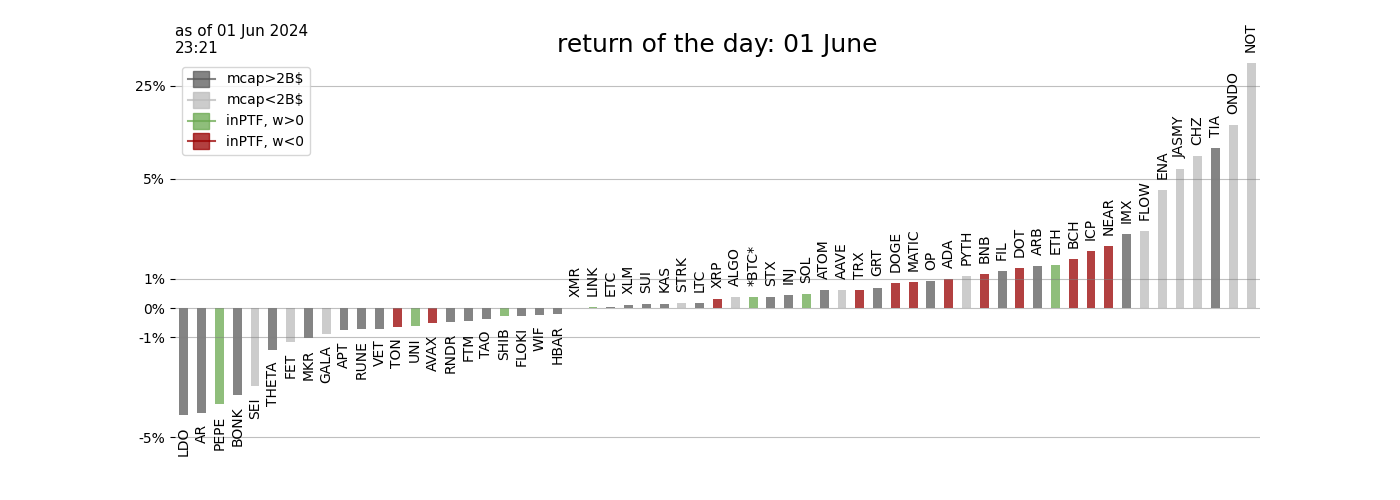 as of 01 Jun 2024
23:21
return of the day: 01 June
mcap>2B$
mcap<2B$
inPTF, w>0
inPTF, w<0
25%
5%
1%
0%
-1%
-5%
LDO
AR
PEPE
BONK
SEI
THETA
FET
MKR
GALA
APT
RUNE
VET
TON
UNI
AVAX
RNDR
FTM
TAO
SHIB
FLOKI
WIF
HBAR
XMR
LINK
ETC
XLM
SUI
KAS
STRK
LTC
XRP
ALGO
*BTC*
STX
INJ
SOL
ATOM
AAVE
TRX
GRT
DOGE
MATIC
OP
ADA
PYTH
BNB
FIL
DOT
ARB
ETH
BCH
ICP
NEAR
IMX
FLOW
ENA
JASMY
CHZ
TIA
ONDO
NOT